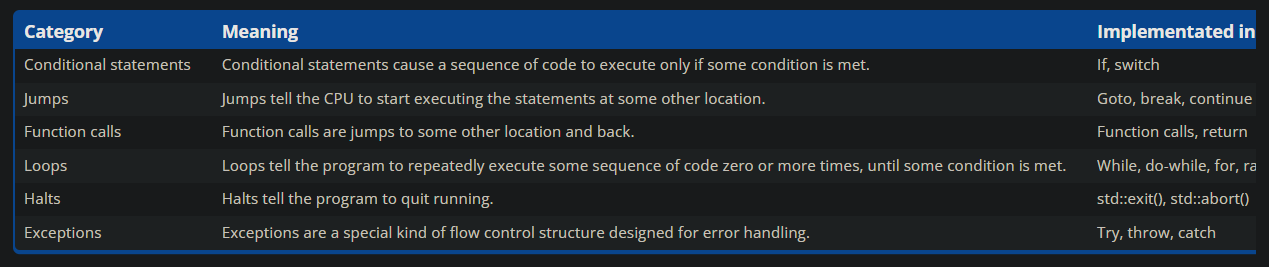 Category Meaning Implementated in
Conditional statements Conditional statements cause a sequence of code to execute only if some condition is met. If, switch
Jumps Jumps tell the CPU to start executing the statements at some other location. Goto, break, continue
Function calls Function calls are jumps to some other location and back. Function calls, return
Loops Loops tell the program to repeatedly execute some sequence of code zero or more times, until some condition is met. While, do-while, for,
Halts Halts tell the program to quit running. std::exit(), std::abort()
Exceptions Exceptions are a special kind of flow control structure designed for error handling. Try, throw, catch